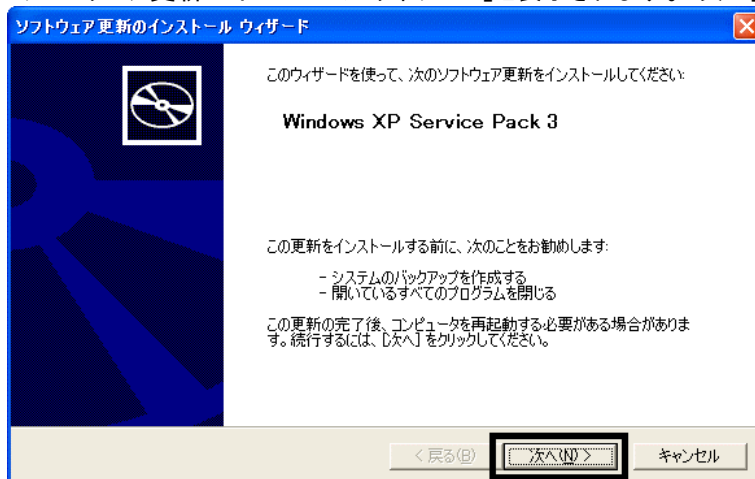 ソフトウェア更新のインストール ウィザード
このウィザードを使って、次のソフトウェア更新をインストールしてください:
Windows XP Service Pack 3
この更新をインストールする前に、次のことをお勧めします:
- システムのバックアップを作成する
- 開いているすべてのプログラムを閉じる
この更新の完了後、コンピュータを再起動する必要がある場合がありま
す。続行するには、[次へ] をクリックしてください。
< 戻る(B) 次へ(N) > キャンセル